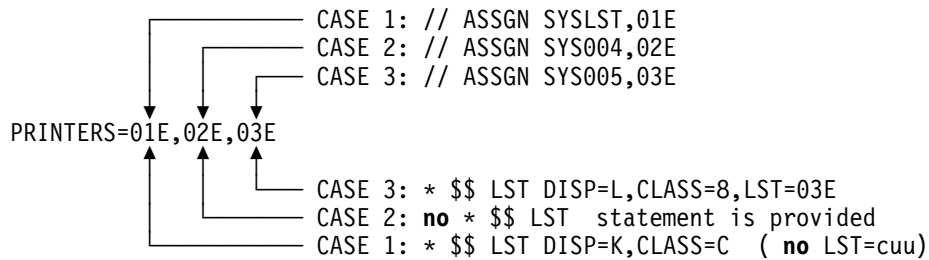 CASE 1: // ASSGN SYSLST,01E
CASE 2: // ASSGN SYS004,02E
CASE 3: // ASSGN SYS005,03E
PRINTERS=01E,02E,03E
CASE 3: * $$ LST DISP=L,CLASS=8,LST=03E
CASE 2: no * $$ LST statement is provided
CASE 1: * $$ LST DISP=K,CLASS=C ( no LST=cuu)